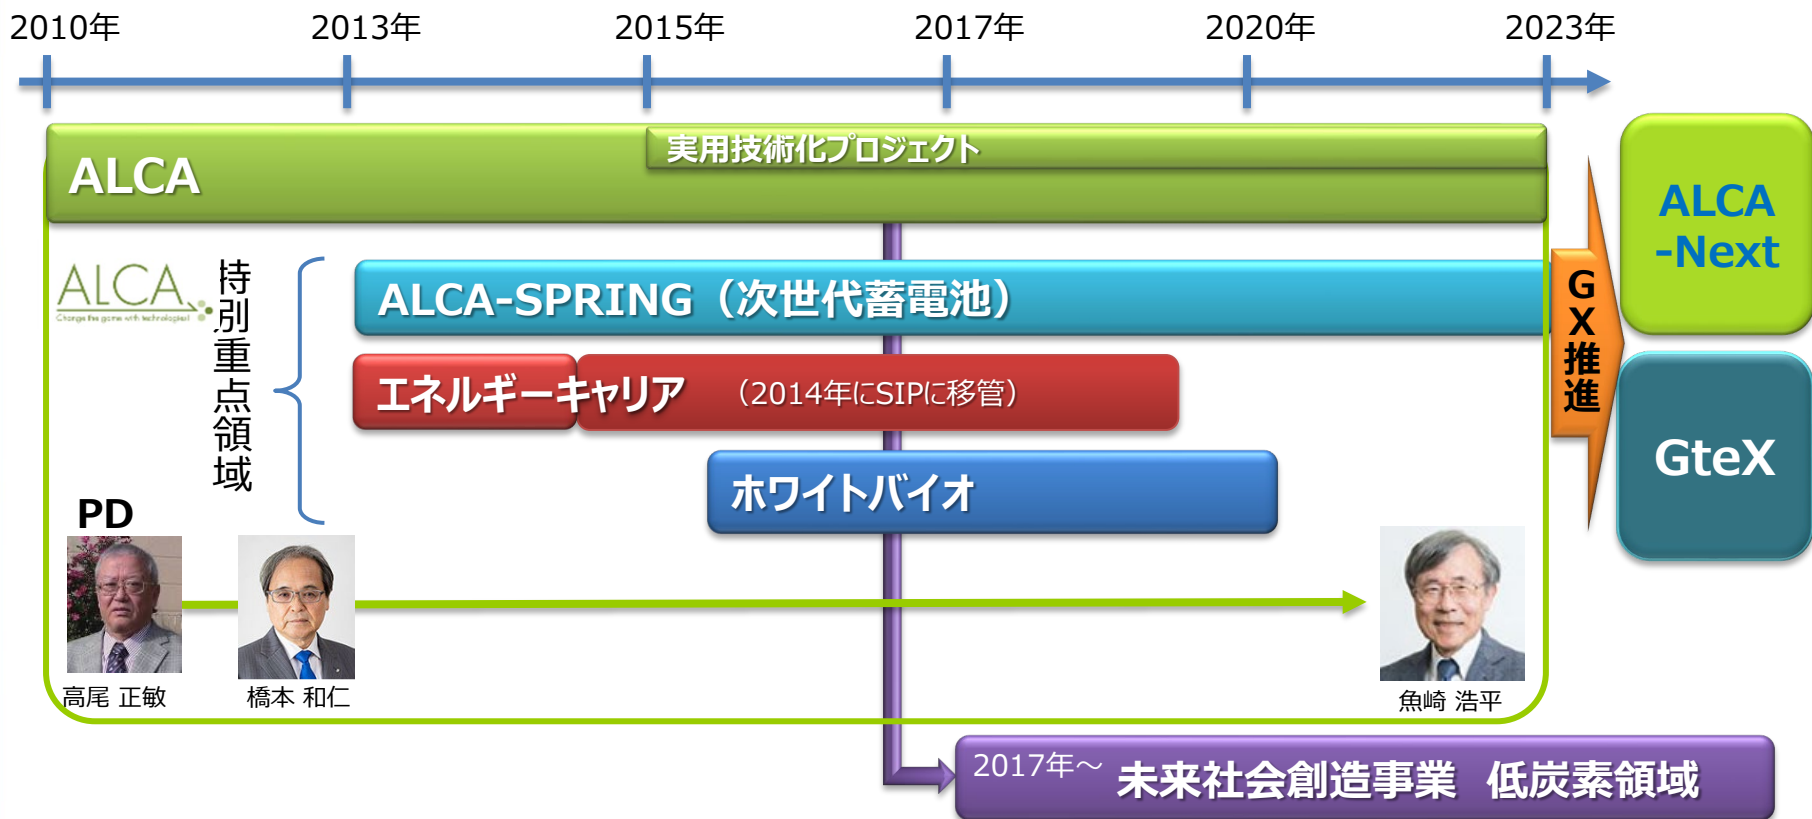 2010年
2013年
2015年
2017年
2020年
2023年
実用技術化プロジェクト
ALCA
ALCA
-Next
ALCA
Change the game with technological
特別重点領域
ALCA-SPRING（次世代蓄電池）
GX推進
エネルギーキャリア （2014年にSIPに移管）
GteX
ホワイトバイオ
PD
高尾 正敏
橋本 和仁
魚崎 浩平
2017年～ 未来社会創造事業 低炭素領域